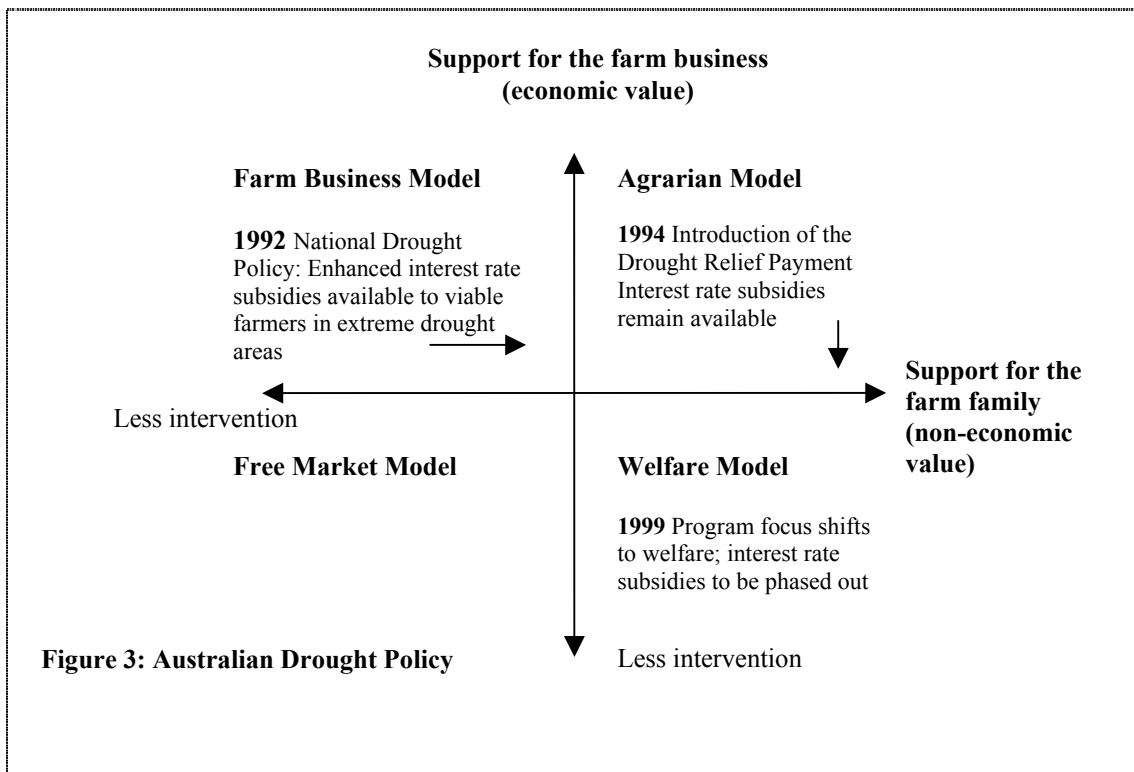 Support for the farm business
(economic value)
Farm Business Model
1992 National Drought
Policy: Enhanced interest rate
subsidies available to viable
farmers in extreme drought
areas
Agrarian Model
1994 Introduction of the
Drought Relief Payment
Interest rate subsidies
remain available
Support for the
farm family
(non-economic
value)
Less intervention
Free Market Model
Welfare Model
1999 Program focus shifts
to welfare; interest rate
subsidies to be phased out
Figure 3: Australian Drought Policy
Less intervention